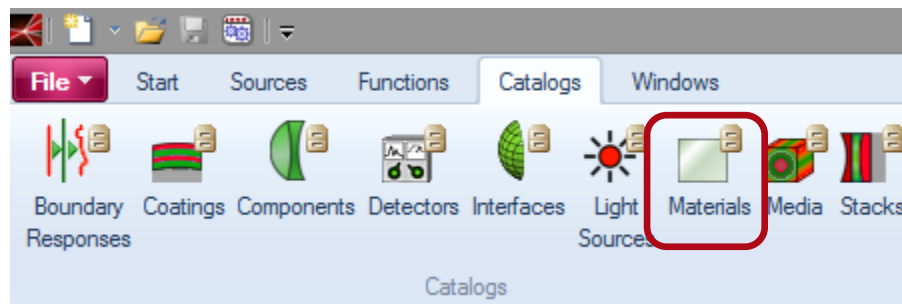 File Start Sources Functions Catalogs Windows
Boundary Coatings Components Detectors Interfaces Light Materials Media Stacks
Responses Sources
Catalogs